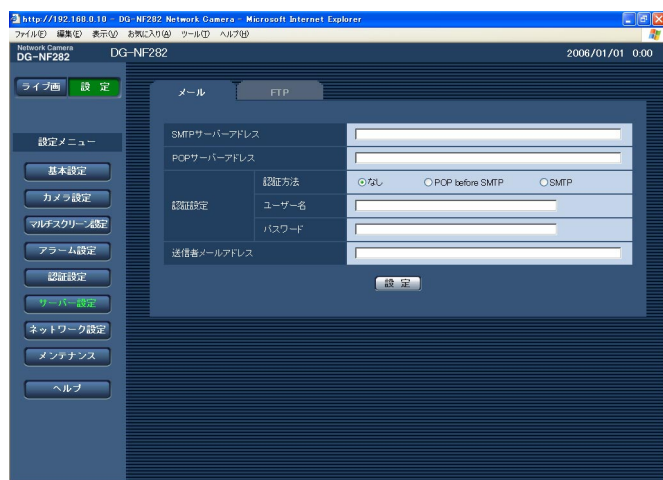 http://192.168.0.10 - DG-NF282 Network Camera - Microsoft Internet Explorer
ファイル(F) 編集(E) 表示(V) お気に入り(A) ツール(T) ヘルプ(H)
Network Camera
DG-NF282
DG-NF282
2006/01/01 0:00
ライブ画 設 定
メール FTP
設定メニュー
基本設定
カメラ設定
マルチスクリーン設定
アラーム設定
認証設定
サーバー設定
ネットワーク設定
メンテナンス
ヘルプ
SMTPサーバーアドレス
POPサーバーアドレス
認証設定
認証方法 なし POP before SMTP SMTP
ユーザー名
パスワード
送信者メールアドレス
設 定